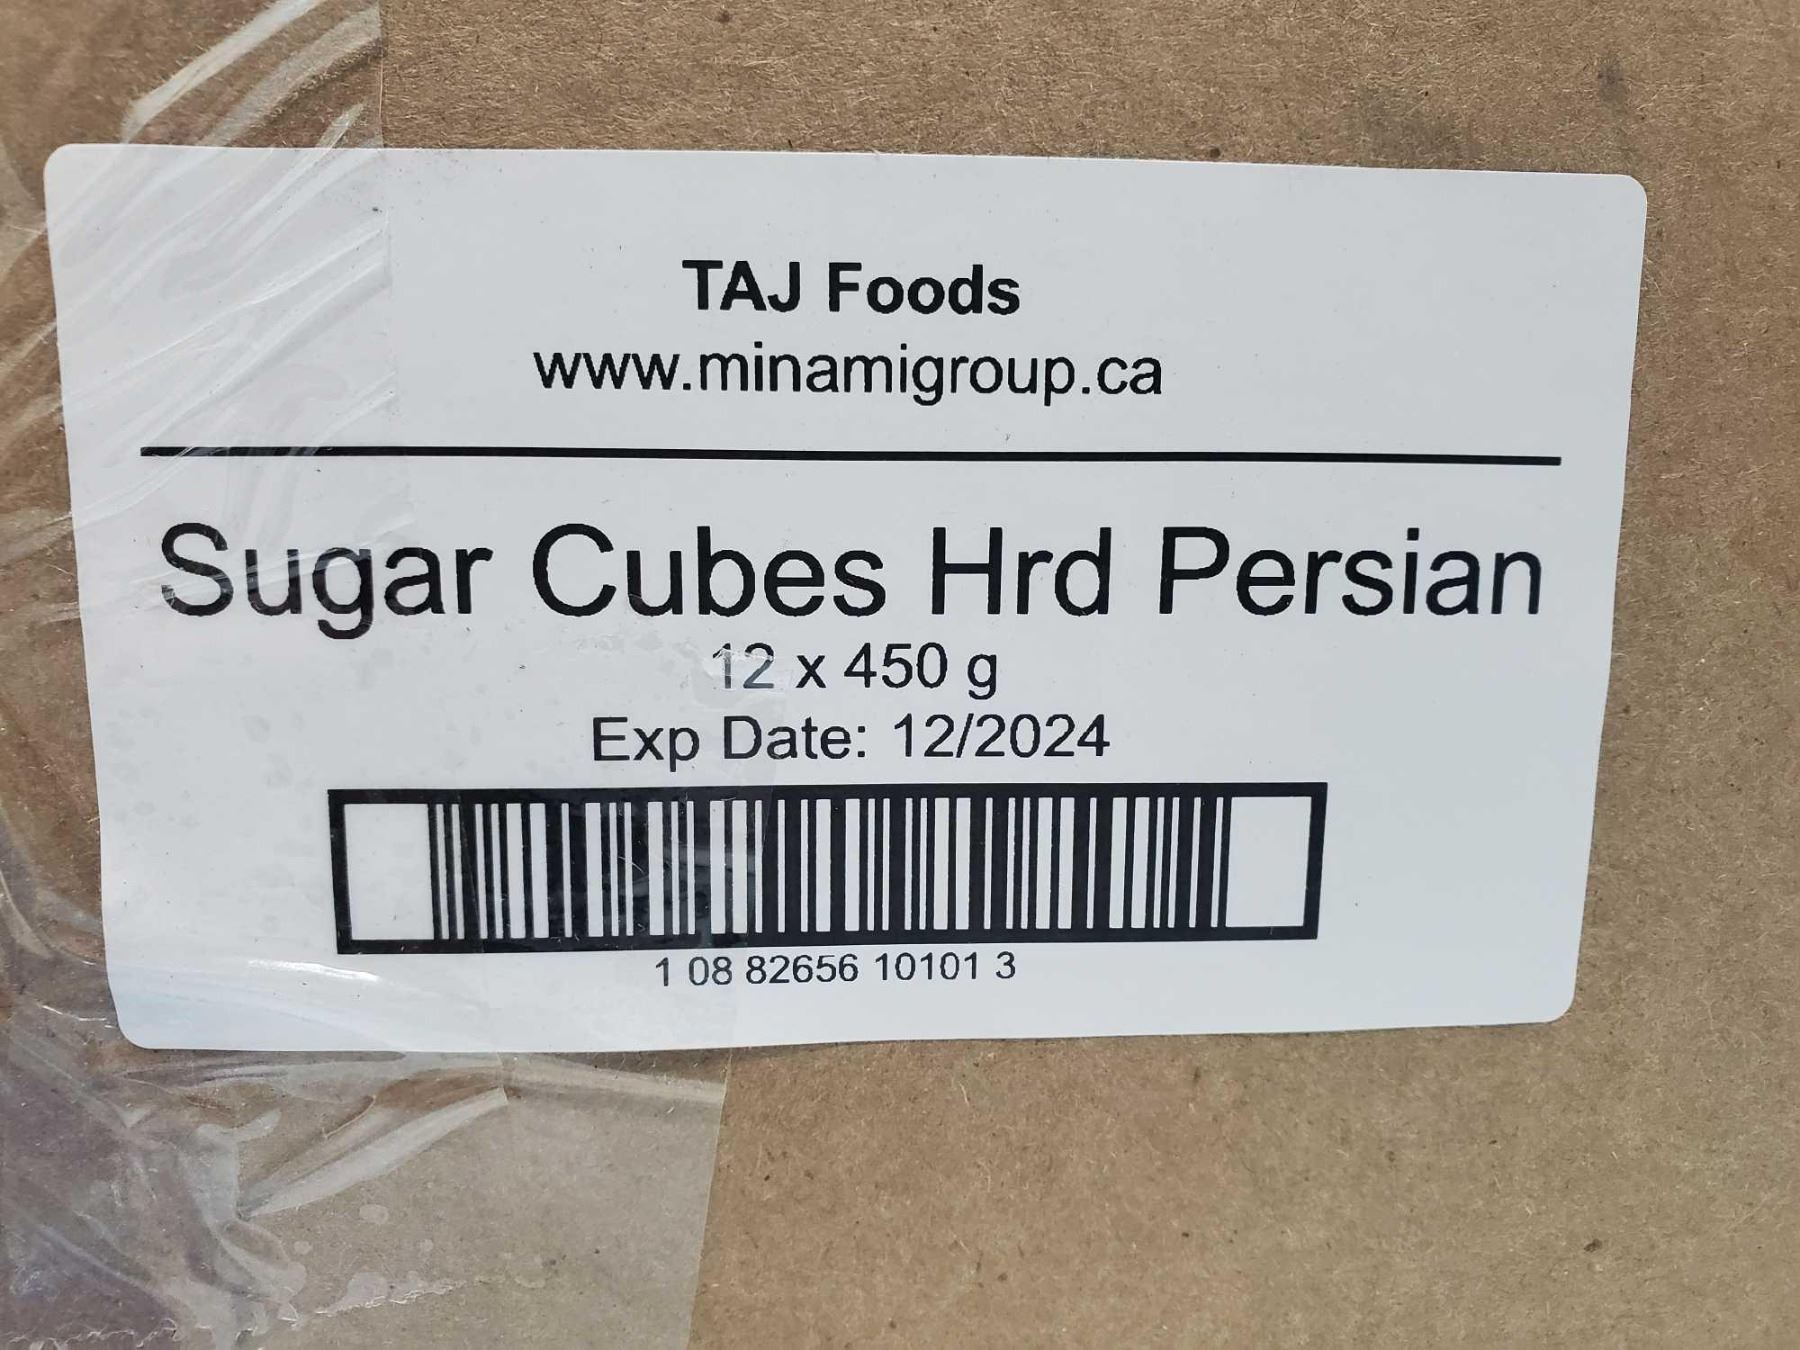 TAJ Foods
www.minamigroup.ca
Sugar Cubes Hrd Persian
12 x 450 g
Exp Date: 12/2024
1 08 82656 10101 3